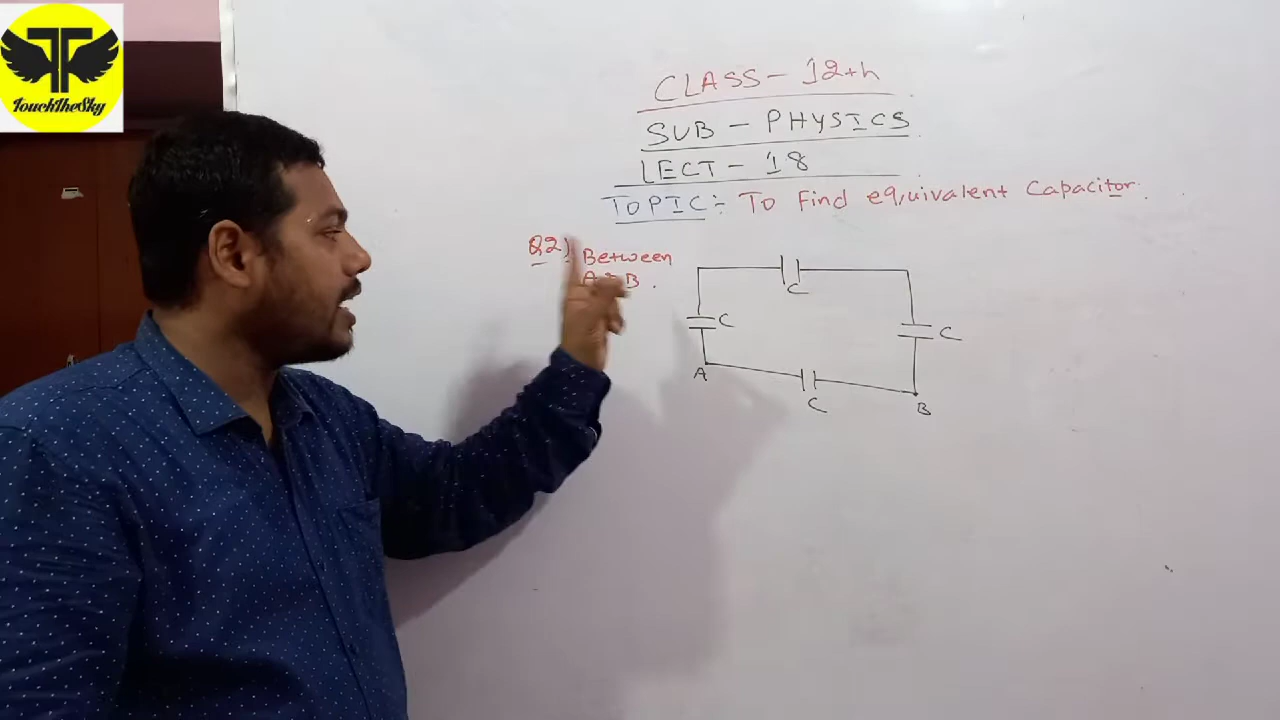 TouchTheSky
CLASS - 12th
SUB - PHYSICS
LECT - 18
TOPIC :- To Find equivalent Capacitor.
Q2) Between
A & B.
C
C
C
A
C
B